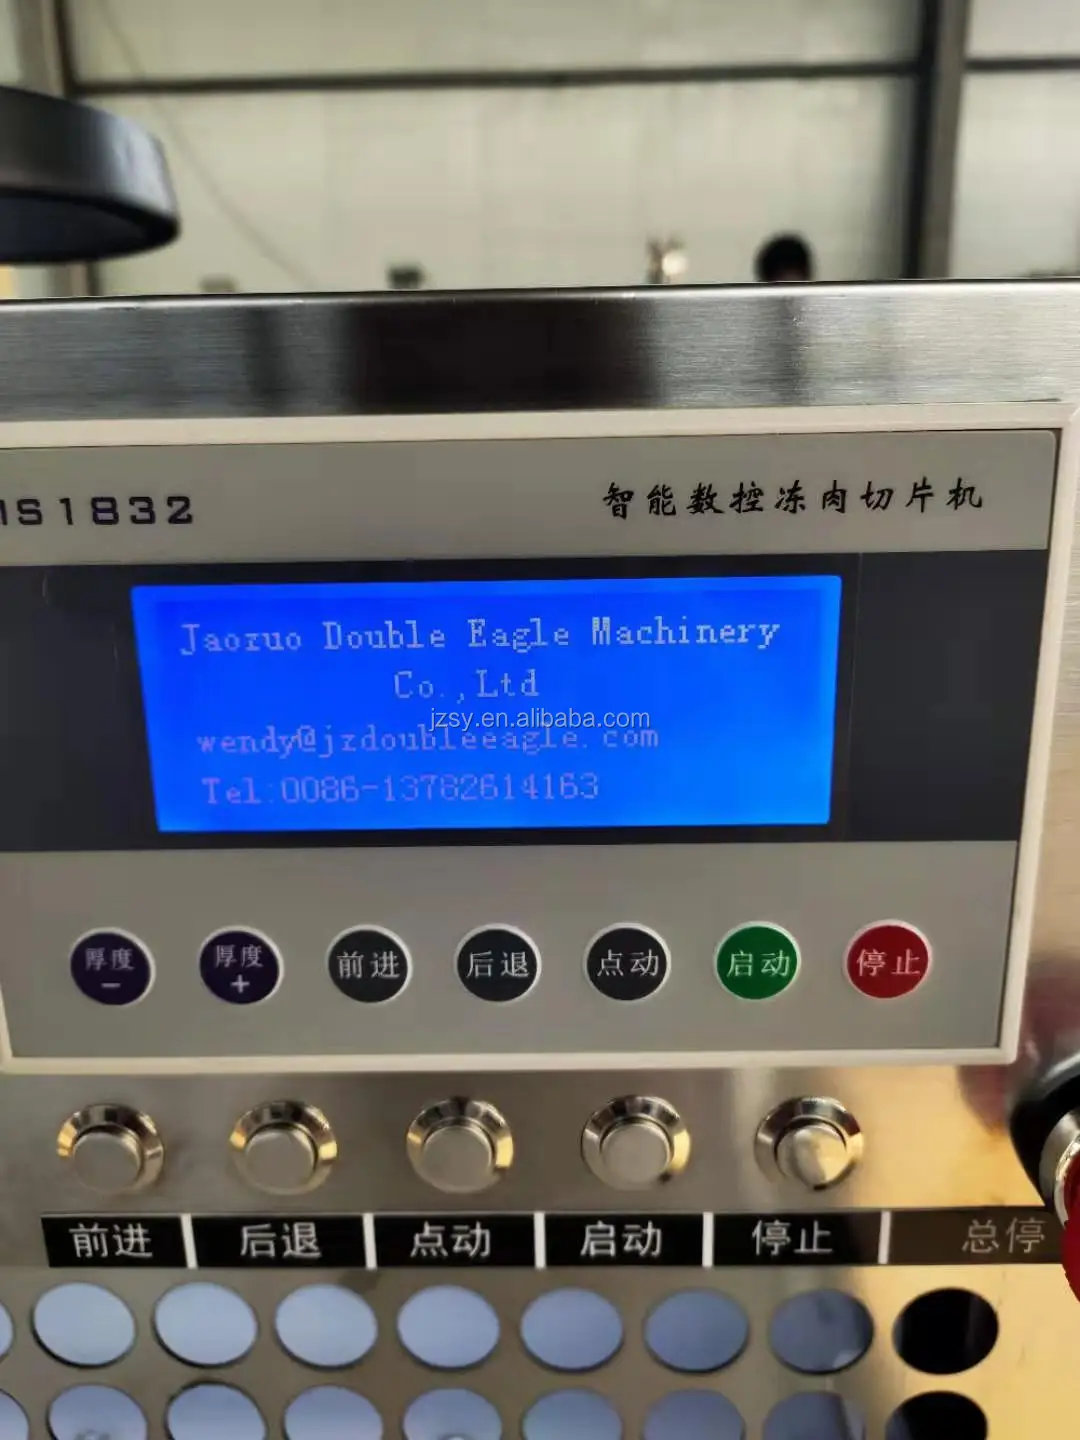 IS1832
智能数控冻肉切片机
Jaozuo Double Eagle Machinery
Co.,Ltd
jzsy.en.alibaba.com
wendy@jzdoubleeagle.com
Tel:0086-13782614163
厚度
−
厚度
+
前进
后退
点动
启动
停止
前进
后退
点动
启动
停止
总停